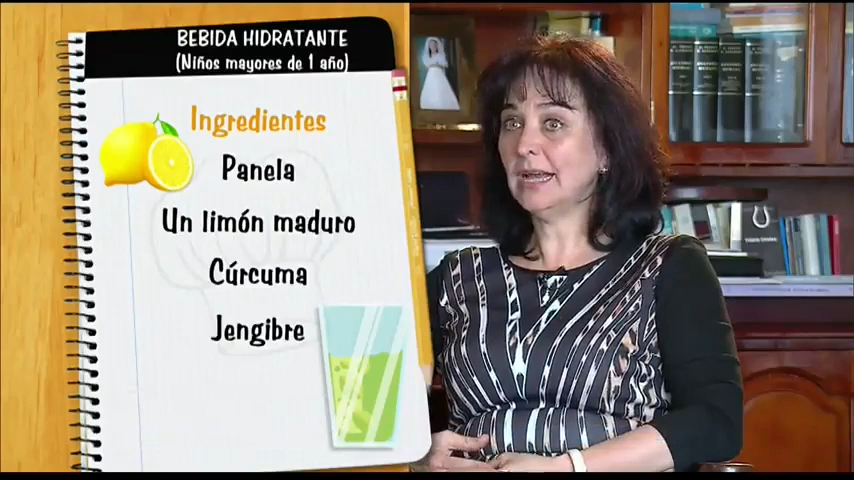 BEBIDA HIDRATANTE
(Niños mayores de 1 año)
Ingredientes
Panela
Un limón maduro
Cúrcuma
Jengibre